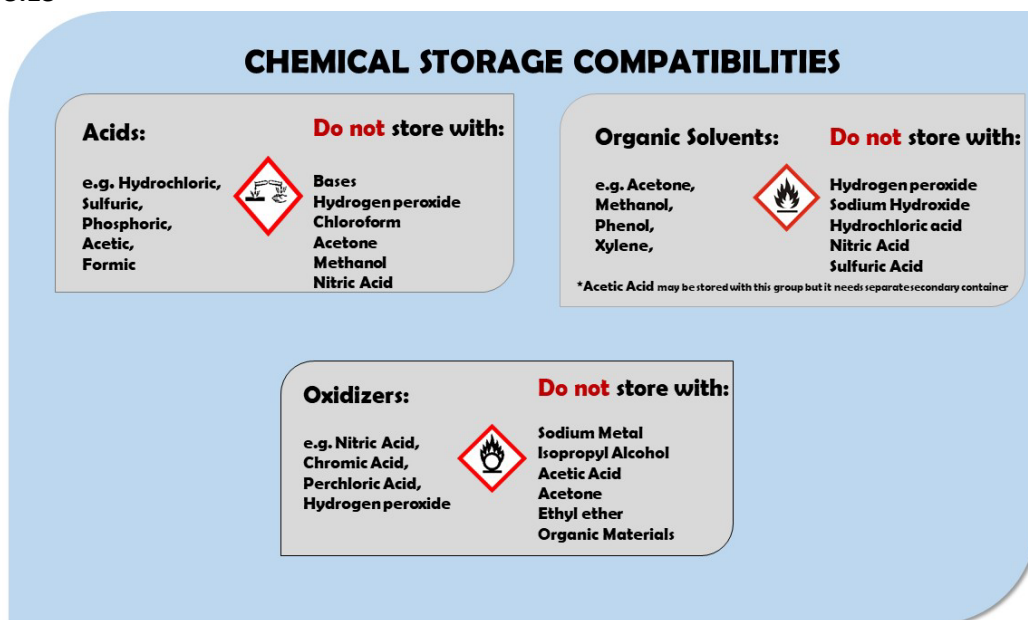 CHEMICAL STORAGE COMPATIBILITIES
Acids:
e.g. Hydrochloric,
Sulfuric,
Phosphoric,
Acetic,
Formic
Do not store with:
Bases
Hydrogen peroxide
Chloroform
Acetone
Methanol
Nitric Acid
Organic Solvents:
e.g. Acetone,
Methanol,
Phenol,
Xylene,
Do not store with:
Hydrogen peroxide
Sodium Hydroxide
Hydrochloric acid
Nitric Acid
Sulfuric Acid
*Acetic Acid may be stored with this group but it needs separate secondary container
Oxidizers:
e.g. Nitric Acid,
Chromic Acid,
Perchloric Acid,
Hydrogen peroxide
Do not store with:
Sodium Metal
Isopropyl Alcohol
Acetic Acid
Acetone
Ethyl ether
Organic Materials